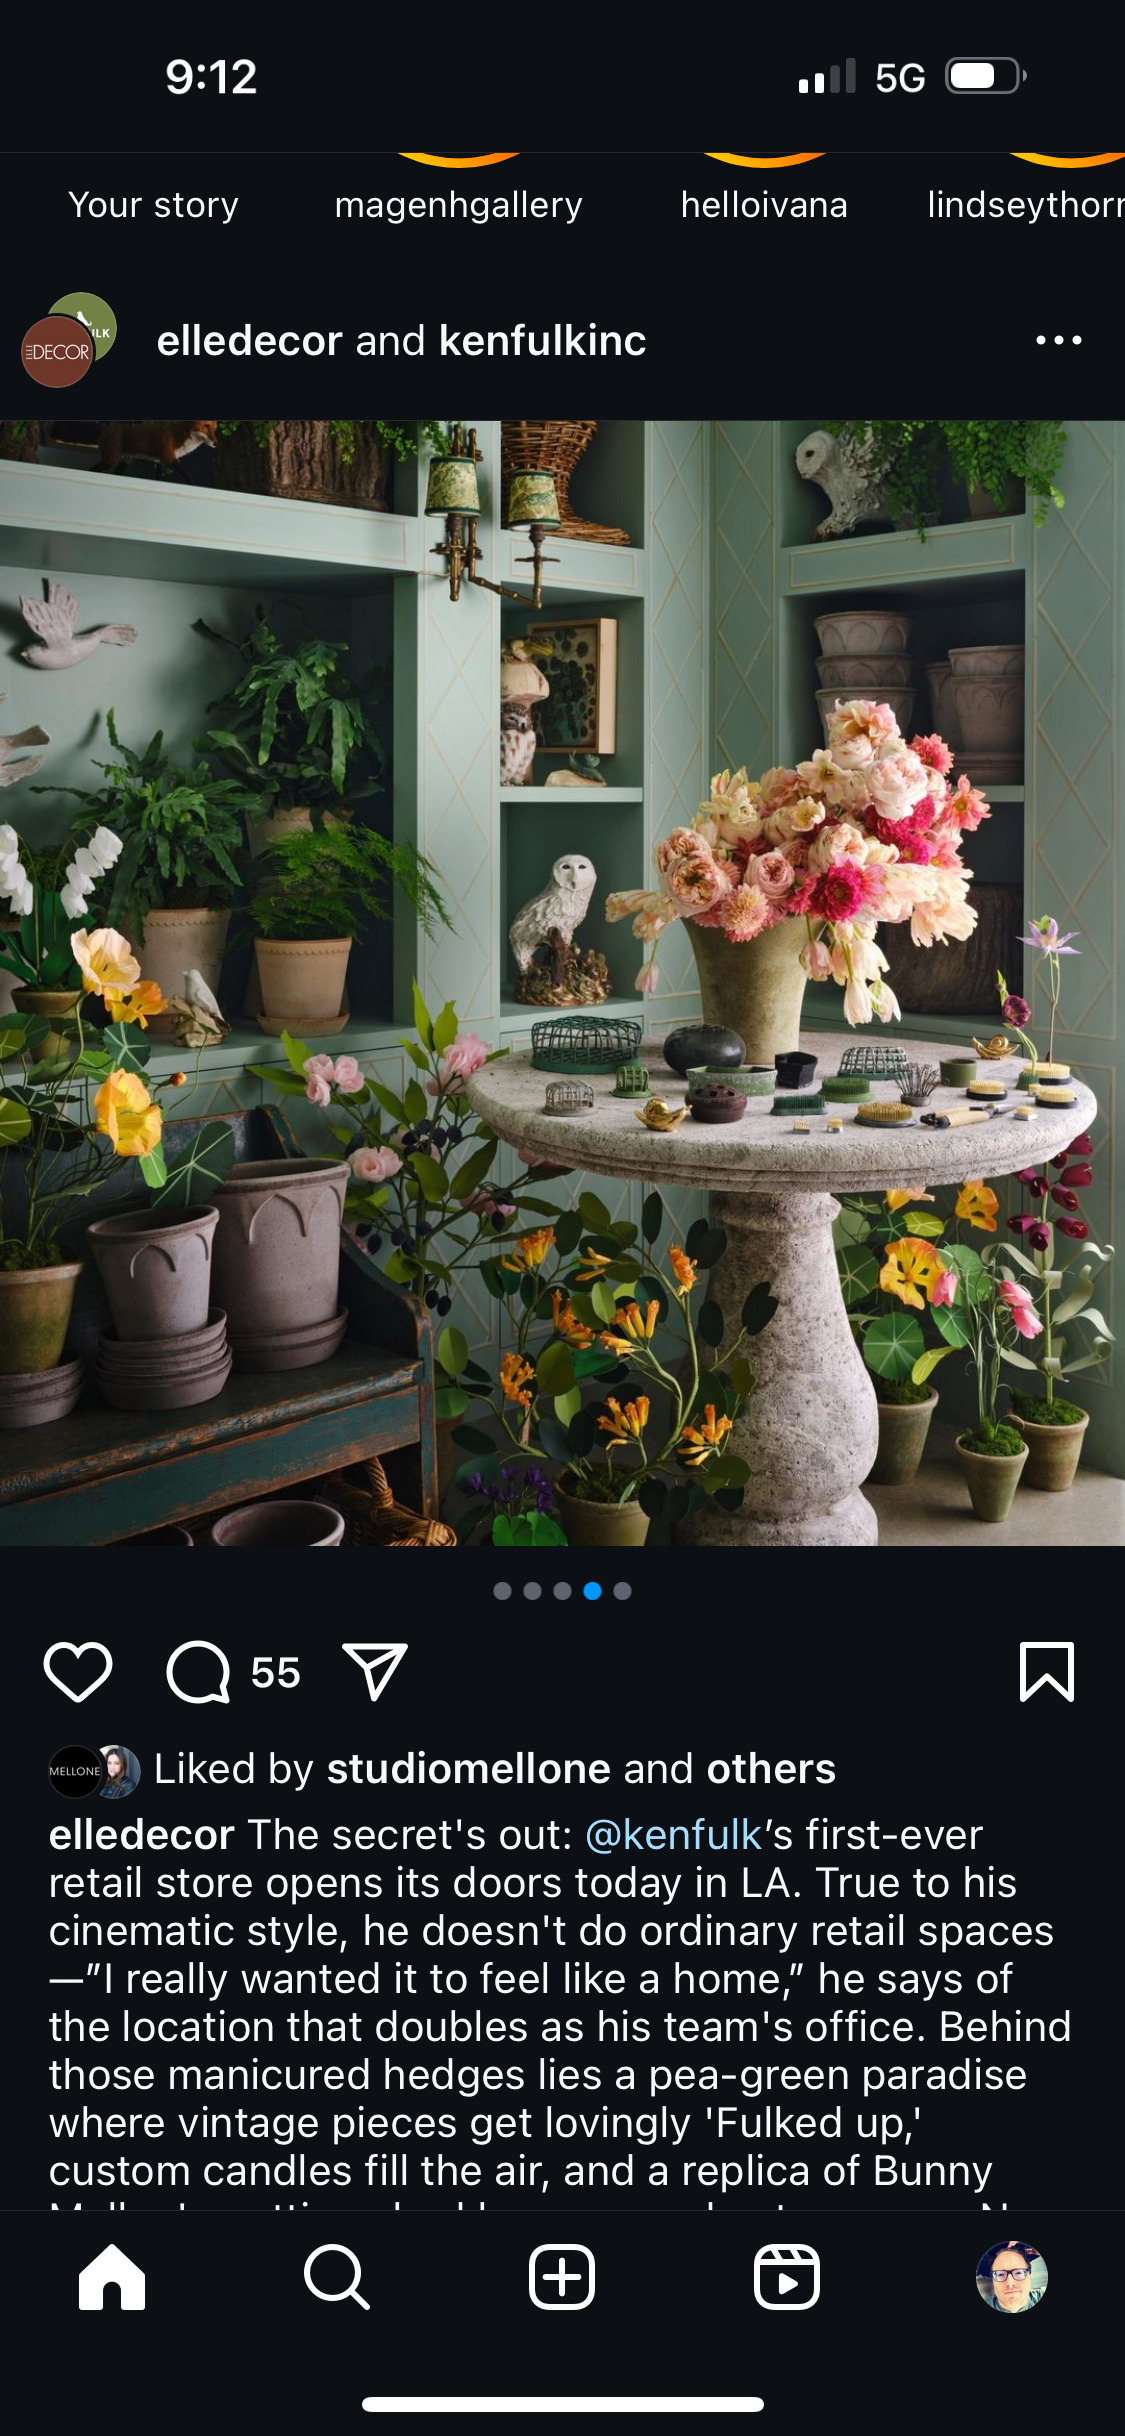 9:12
5G
Your story
magenhgallery
helloivana
lindseythorn
LK
ELLE DECOR
elledecor and kenfulkinc
55
MELLONE
Liked by studiomellone and others
elledecor The secret's out: @kenfulk’s first-ever
retail store opens its doors today in LA. True to his
cinematic style, he doesn't do ordinary retail spaces
—”I really wanted it to feel like a home,” he says of
the location that doubles as his team's office. Behind
those manicured hedges lies a pea-green paradise
where vintage pieces get lovingly 'Fulked up,'
custom candles fill the air, and a replica of Bunny